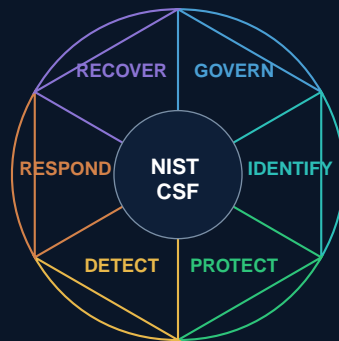 RECOVER
GOVERN
RESPOND
NIST
CSF
IDENTIFY
DETECT
PROTECT